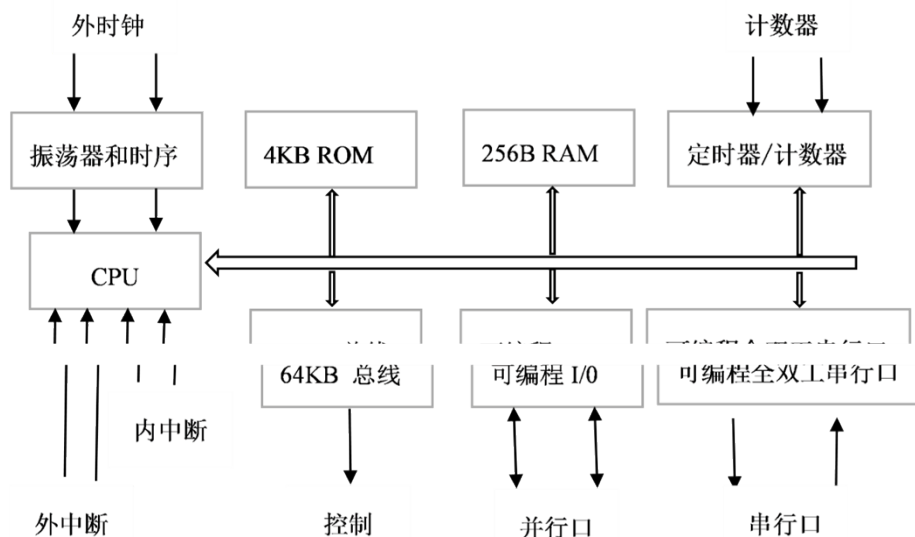 外时钟
计数器
振荡器和时序
4KB ROM
256B RAM
定时器/计数器
CPU
64KB 总线
可编程 I/0
可编程全双工串行口
内中断
外中断
控制
并行口
串行口